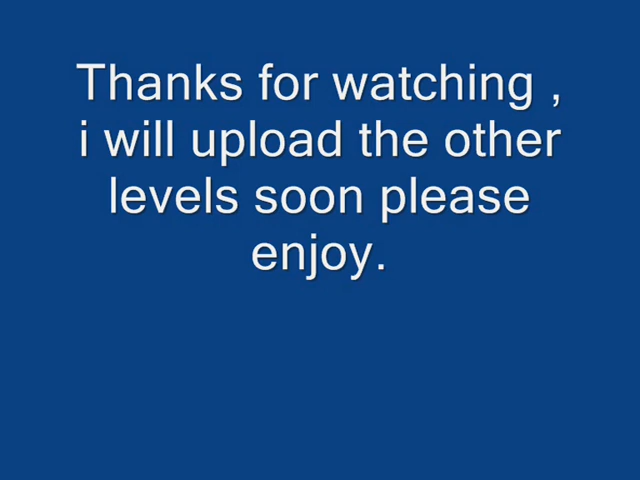 Thanks for watching ,
i will upload the other
levels soon please
enjoy.